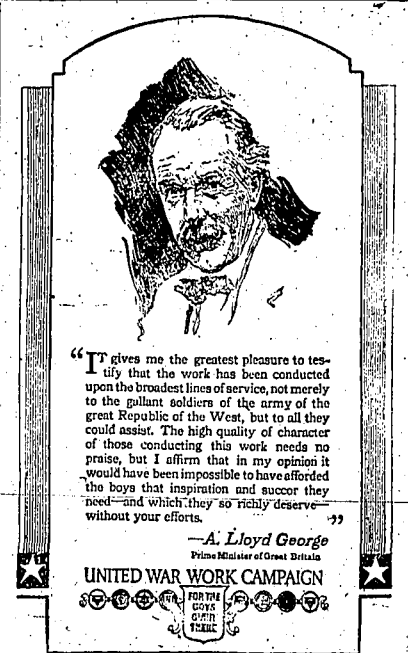 “IT gives me the greatest pleasure to tes-
tify that the work has been conducted
upon the broadest lines of service, not merely
to the gallant soldiers of the army of the
great Republic of the West, but to all they
could assist. The high quality of character
of those conducting this work needs no
praise, but I affirm that in my opinion it
would have been impossible to have afforded
the boys that inspiration and succor they
need—and which they so richly deserve—
without your efforts. ”
—A. Lloyd George
Prime Minister of Great Britain
UNITED WAR WORK CAMPAIGN
FOR THE
BOYS
OVER
THERE